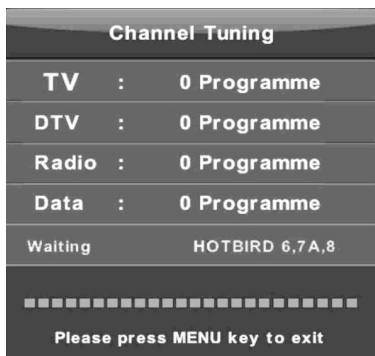 Channel Tuning
TV : 0 Programme
DTV : 0 Programme
Radio : 0 Programme
Data : 0 Programme
Waiting HOTBIRD 6,7A,8
Please press MENU key to exit